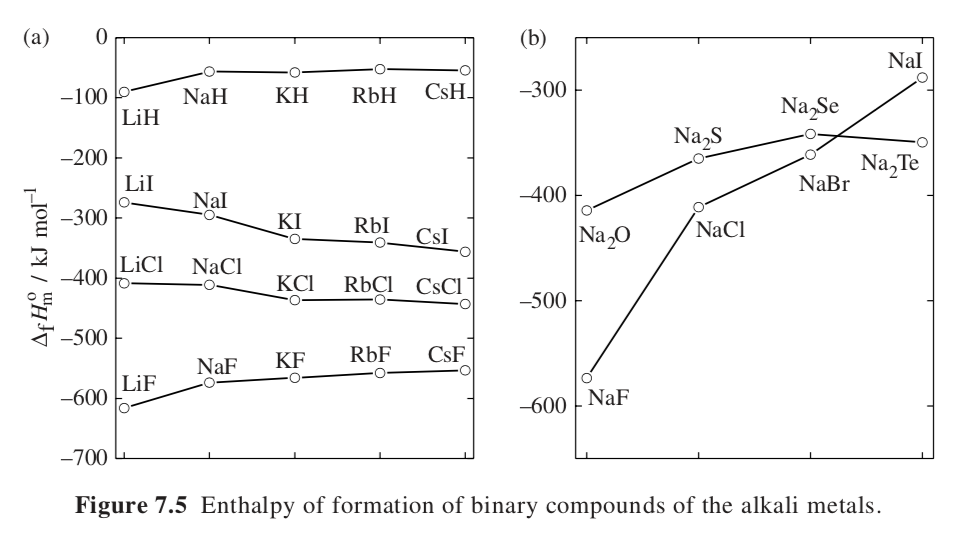 (a)
0
–100
–200
–300
–400
–500
–600
–700
Δ_f H_m^o / kJ mol⁻¹
LiH NaH KH RbH CsH
LiI NaI KI RbI CsI
LiCl NaCl KCl RbCl CsCl
LiF NaF KF RbF CsF
(b)
–300
–400
–500
–600
Na₂O Na₂S Na₂Se Na₂Te
NaF NaCl NaBr NaI
Figure 7.5 Enthalpy of formation of binary compounds of the alkali metals.